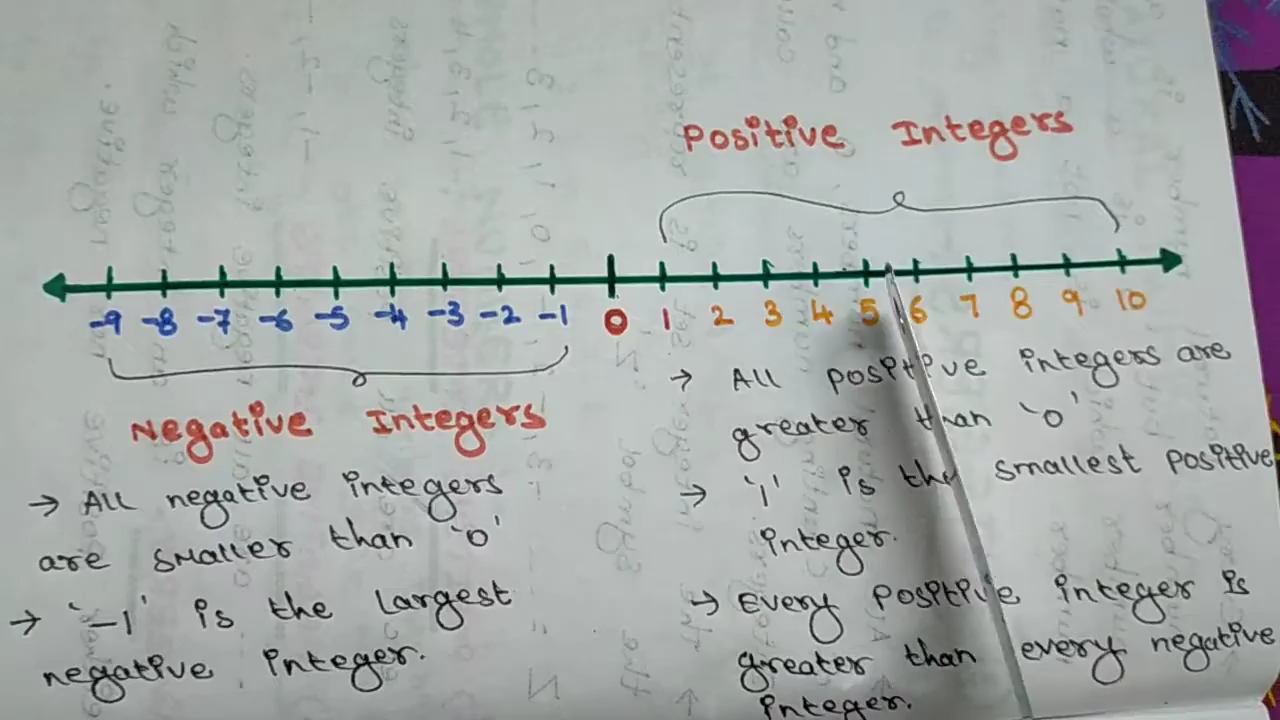 Positive Integers
-9 -8 -7 -6 -5 -4 -3 -2 -1 0 1 2 3 4 5 6 7 8 9 10
Negative Integers
→ All negative integers
are smaller than '0'
→ '-1' is the largest
negative integer.
→ All positive integers are
greater than '0'
→ '1' is the smallest positive
integer.
→ Every positive integer is
greater than every negative
integer.